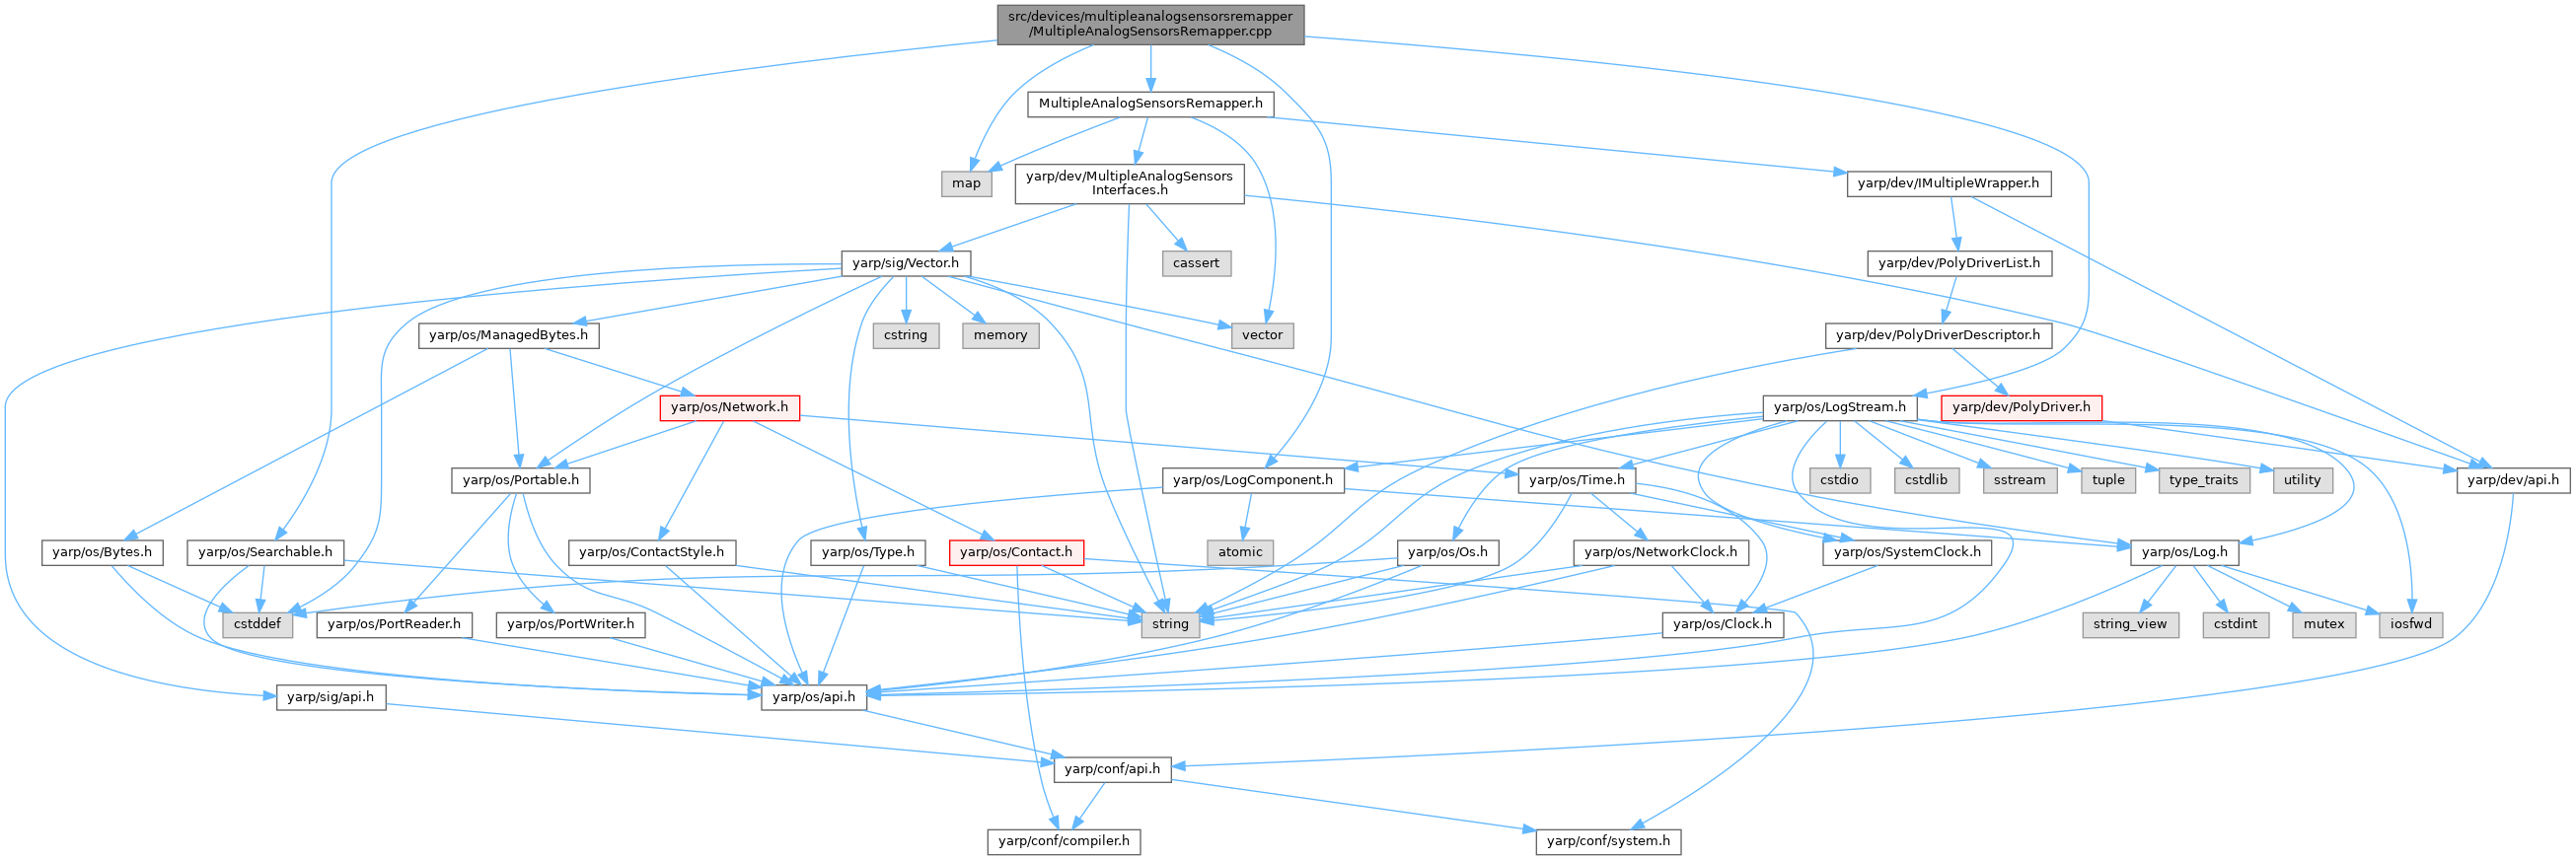 src/devices/multipleanalogsensorsremapper
/MultipleAnalogSensorsRemapper.cpp
MultipleAnalogSensorsRemapper.h
map
yarp/dev/MultipleAnalogSensors
Interfaces.h
yarp/dev/IMultipleWrapper.h
yarp/sig/Vector.h
cassert
yarp/dev/PolyDriverList.h
yarp/os/ManagedBytes.h
cstring
memory
vector
yarp/dev/PolyDriverDescriptor.h
yarp/os/Network.h
yarp/os/LogStream.h
yarp/dev/PolyDriver.h
yarp/os/Portable.h
yarp/os/LogComponent.h
yarp/os/Time.h
cstdio
cstdlib
sstream
tuple
type_traits
utility
yarp/dev/api.h
yarp/os/Bytes.h
yarp/os/Searchable.h
yarp/os/ContactStyle.h
yarp/os/Type.h
yarp/os/Contact.h
atomic
yarp/os/Os.h
yarp/os/NetworkClock.h
yarp/os/SystemClock.h
yarp/os/Log.h
cstddef
yarp/os/PortReader.h
yarp/os/PortWriter.h
string
yarp/os/Clock.h
string_view
cstdint
mutex
iosfwd
yarp/sig/api.h
yarp/os/api.h
yarp/conf/api.h
yarp/conf/compiler.h
yarp/conf/system.h